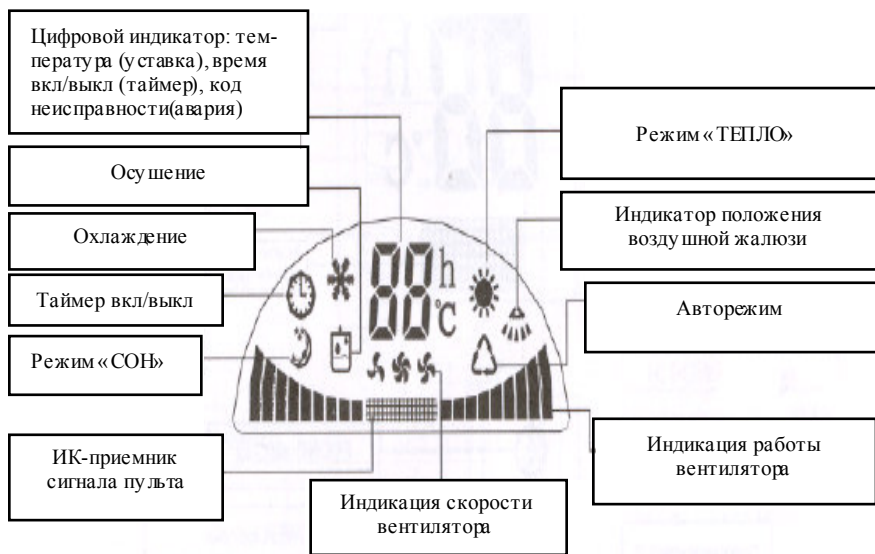 Цифровой индикатор: тем-
пература (уставка), время
вкл/выкл (таймер), код
неисправности(авария)
Осушение
Охлаждение
Таймер вкл/выкл
Режим «СОН»
ИК-приемник
сигнала пульта
88 h
°C
Режим «ТЕПЛО»
Индикатор положения
воздушной жалюзи
Авторежим
Индикация работы
вентилятора
Индикация скорости
вентилятора